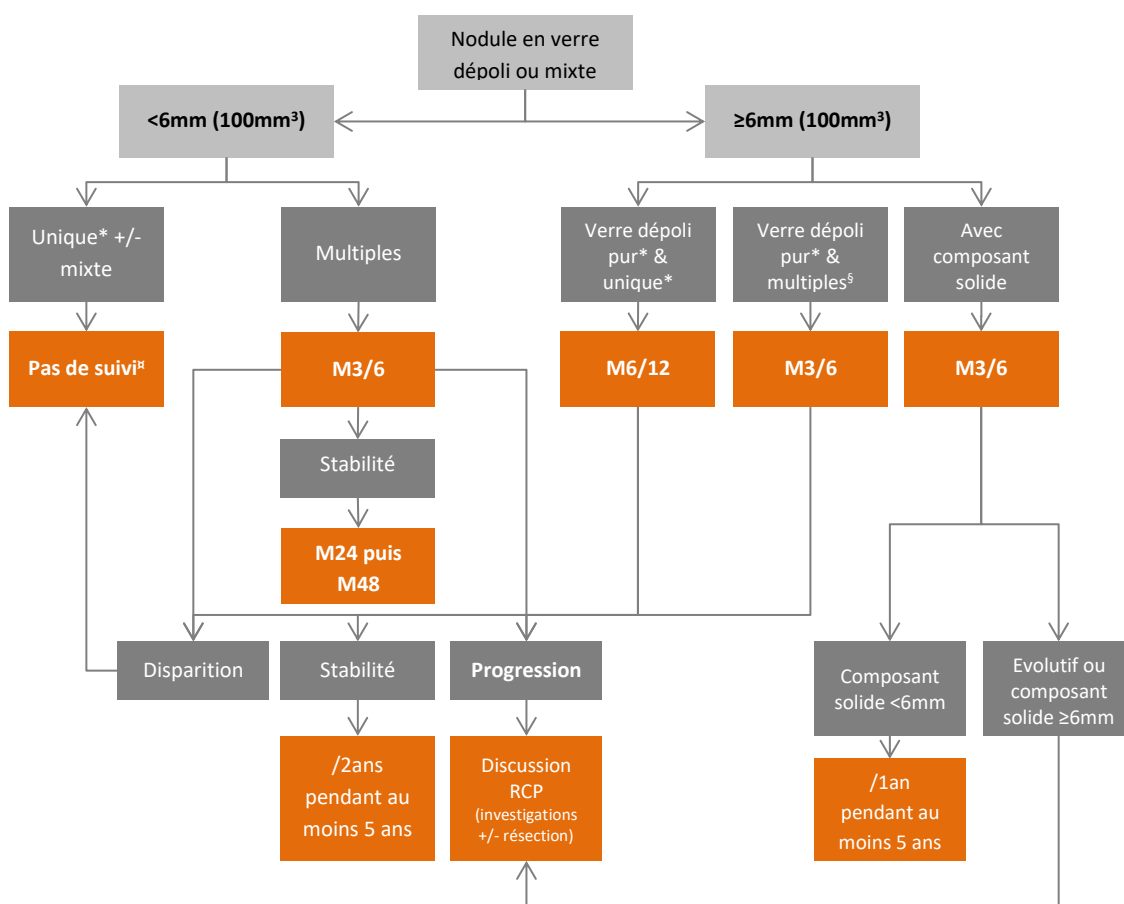 Nodule en verre
dépoli ou mixte
<6mm (100mm³)
≥6mm (100mm³)
Unique* +/-
mixte
Multiples
Verre dépoli
pur* &
unique*
Verre dépoli
pur* &
multiples§
Avec
composant
solide
Pas de suivi¤
M3/6
M6/12
M3/6
M3/6
Stabilité
M24 puis
M48
Disparition
Stabilité
Progression
Composant
solide <6mm
Evolutif ou
composant
solide ≥6mm
/2ans
pendant au
moins 5 ans
Discussion
RCP
(investigations
+/- résection)
/1an
pendant au
moins 5 ans